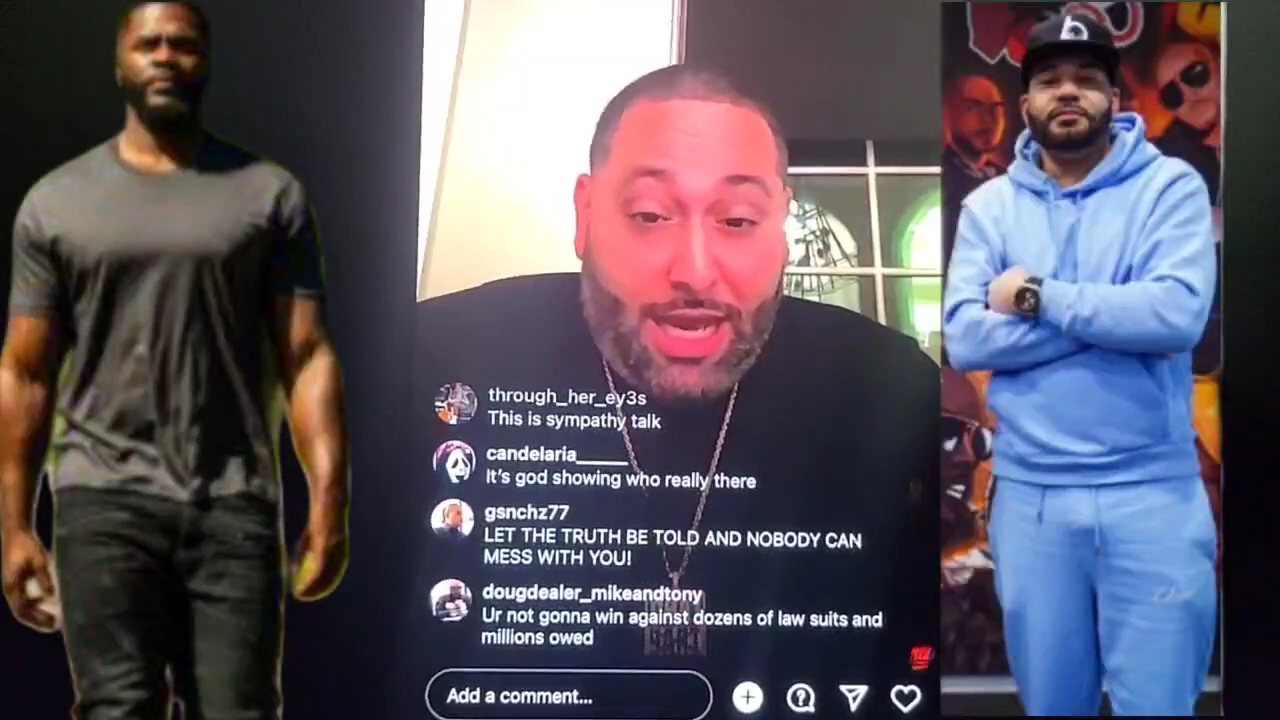 b
through_her_ey3s
This is sympathy talk
candelaria_____
It's god showing who really there
gsnchz77
LET THE TRUTH BE TOLD AND NOBODY CAN
MESS WITH YOU!
dougdealer_mikeandtony
Ur not gonna win against dozens of law suits and
millions owed
Add a comment...